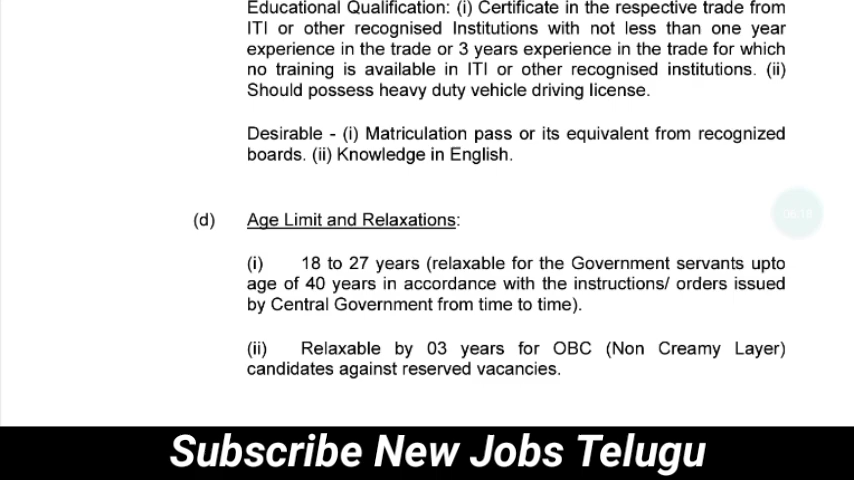 Educational Qualification: (i) Certificate in the respective trade from
ITI or other recognised Institutions with not less than one year
experience in the trade or 3 years experience in the trade for which
no training is available in ITI or other recognised institutions. (ii)
Should possess heavy duty vehicle driving license.
Desirable - (i) Matriculation pass or its equivalent from recognized
boards. (ii) Knowledge in English.
(d) Age Limit and Relaxations:
(i) 18 to 27 years (relaxable for the Government servants upto
age of 40 years in accordance with the instructions/ orders issued
by Central Government from time to time).
(ii) Relaxable by 03 years for OBC (Non Creamy Layer)
candidates against reserved vacancies.
Subscribe New Jobs Telugu